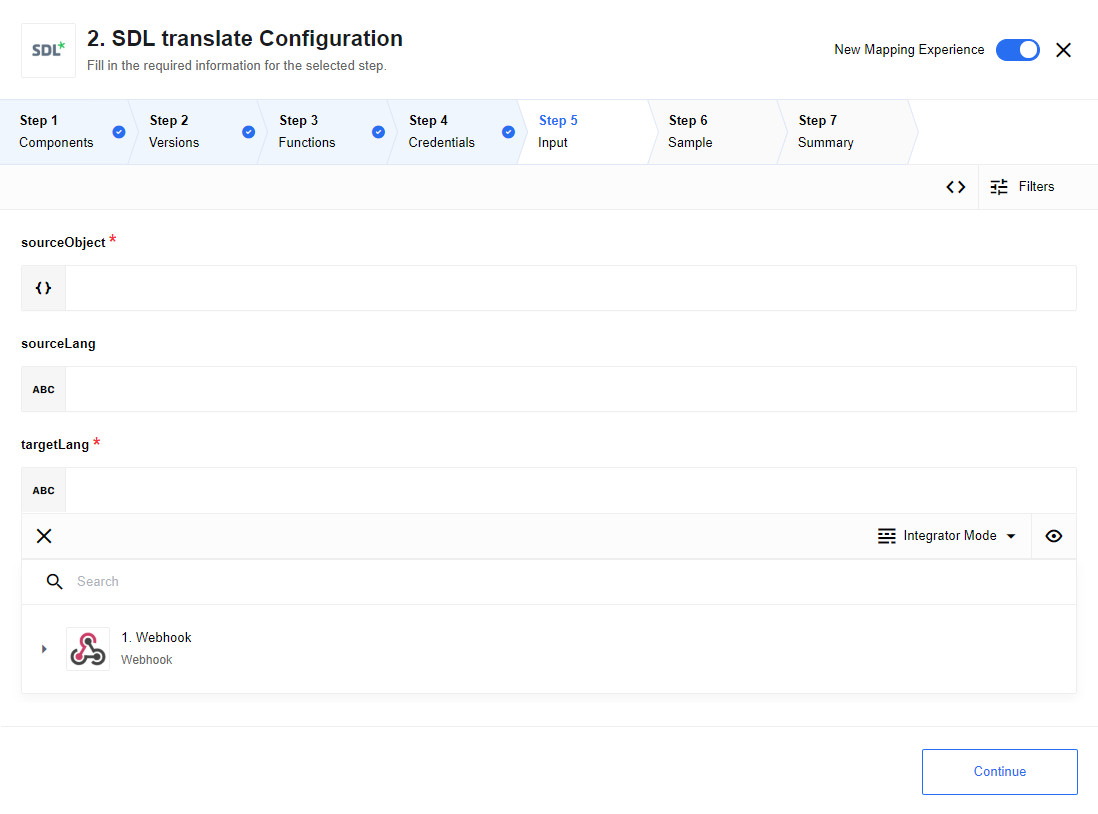 SDL*
2. SDL translate Configuration
Fill in the required information for the selected step.
New Mapping Experience
Step 1
Components
Step 2
Versions
Step 3
Functions
Step 4
Credentials
Step 5
Input
Step 6
Sample
Step 7
Summary
<> Filters
sourceObject *
{}
sourceLang
ABC
targetLang *
ABC
Integrator Mode
Search
1. Webhook
Webhook
Continue